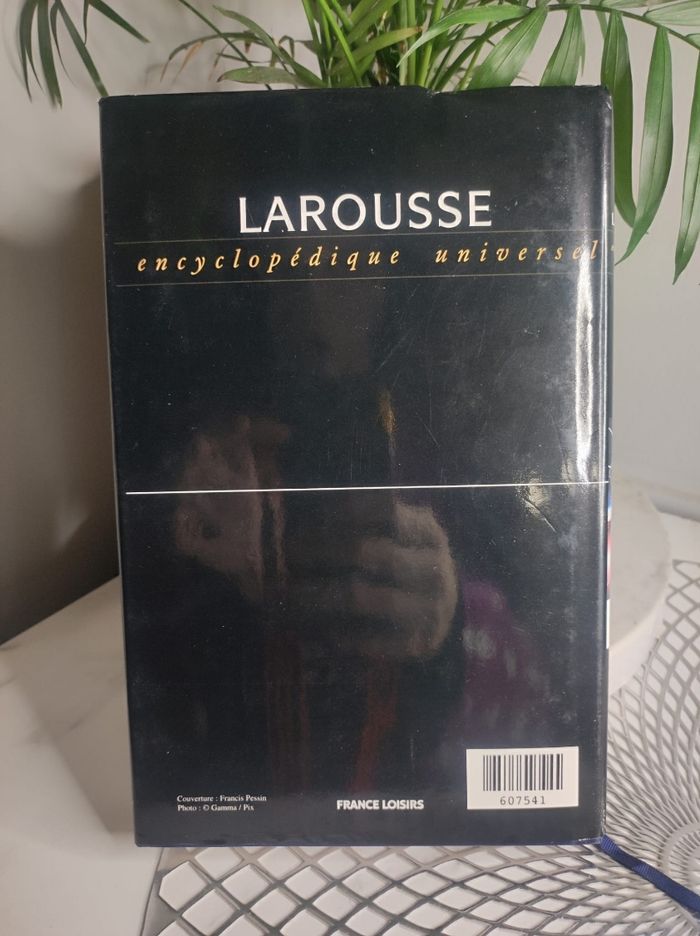 LAROUSSE
encyclopédique universel
Couverture : Francis Pessin
Photo : © Gamma / Pix
FRANCE LOISIRS
607541